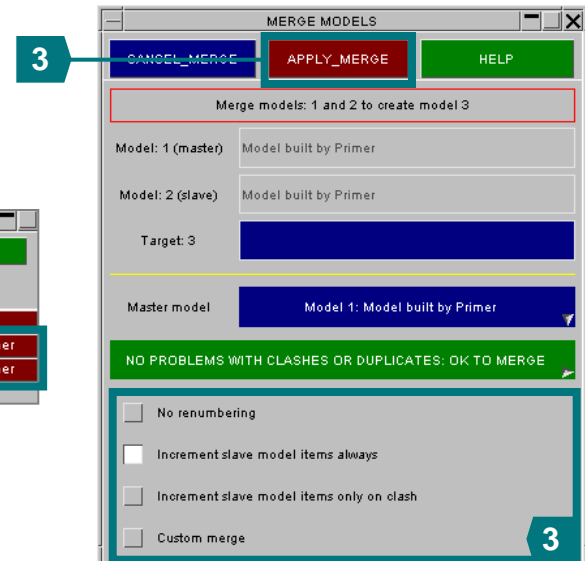 MERGE MODELS
3
CANCEL_MERGE APPLY_MERGE HELP
Merge models: 1 and 2 to create model 3
Model: 1 (master) Model built by Primer
Model: 2 (slave) Model built by Primer
Target: 3
Master model Model 1: Model built by Primer
er
er
NO PROBLEMS WITH CLASHES OR DUPLICATES: OK TO MERGE
No renumbering
Increment slave model items always
Increment slave model items only on clash
Custom merge
3